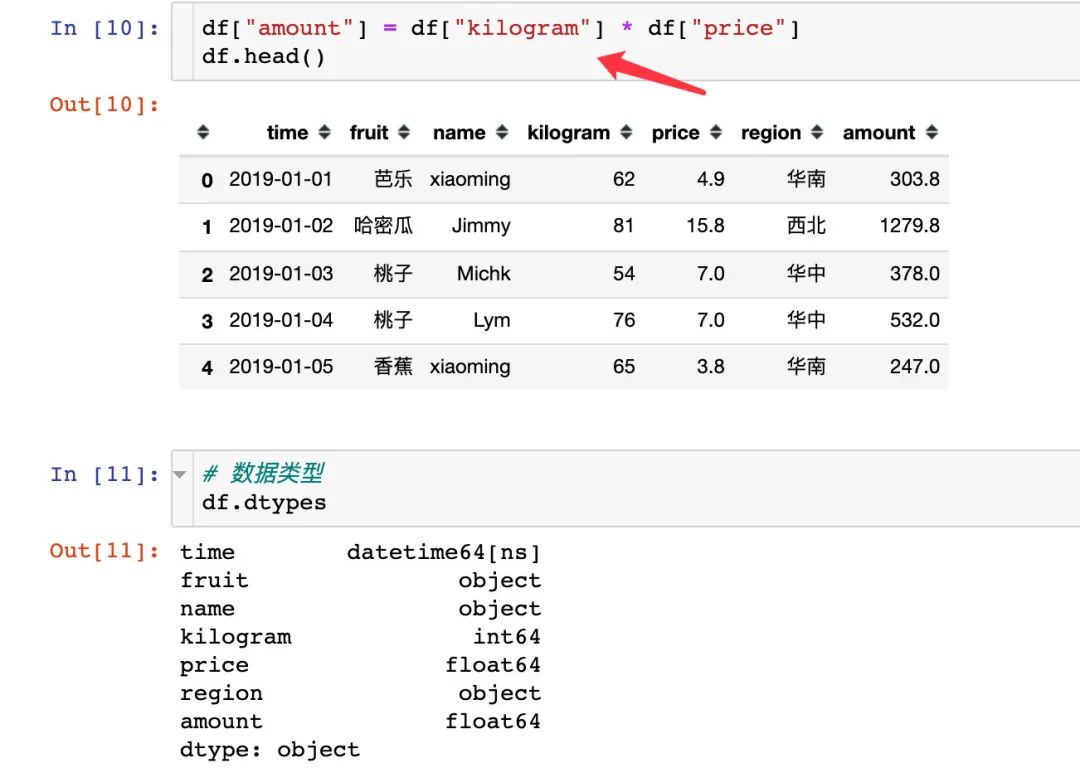 In [10]: df["amount"] = df["kilogram"] * df["price"]
df.head()
Out[10]:
time fruit name kilogram price region amount
0 2019-01-01 芭乐 xiaoming 62 4.9 华南 303.8
1 2019-01-02 哈密瓜 Jimmy 81 15.8 西北 1279.8
2 2019-01-03 桃子 Michk 54 7.0 华中 378.0
3 2019-01-04 桃子 Lym 76 7.0 华中 532.0
4 2019-01-05 香蕉 xiaoming 65 3.8 华南 247.0
In [11]: # 数据类型
df.dtypes
Out[11]: time datetime64[ns]
fruit object
name object
kilogram int64
price float64
region object
amount float64
dtype: object